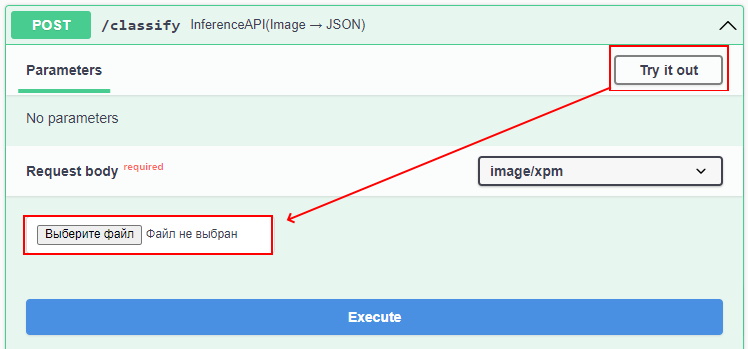 POST /classify InferenceAPI(Image → JSON)
Parameters Try it out
No parameters
Request body required image/xpm
Выберите файл Файл не выбран
Execute